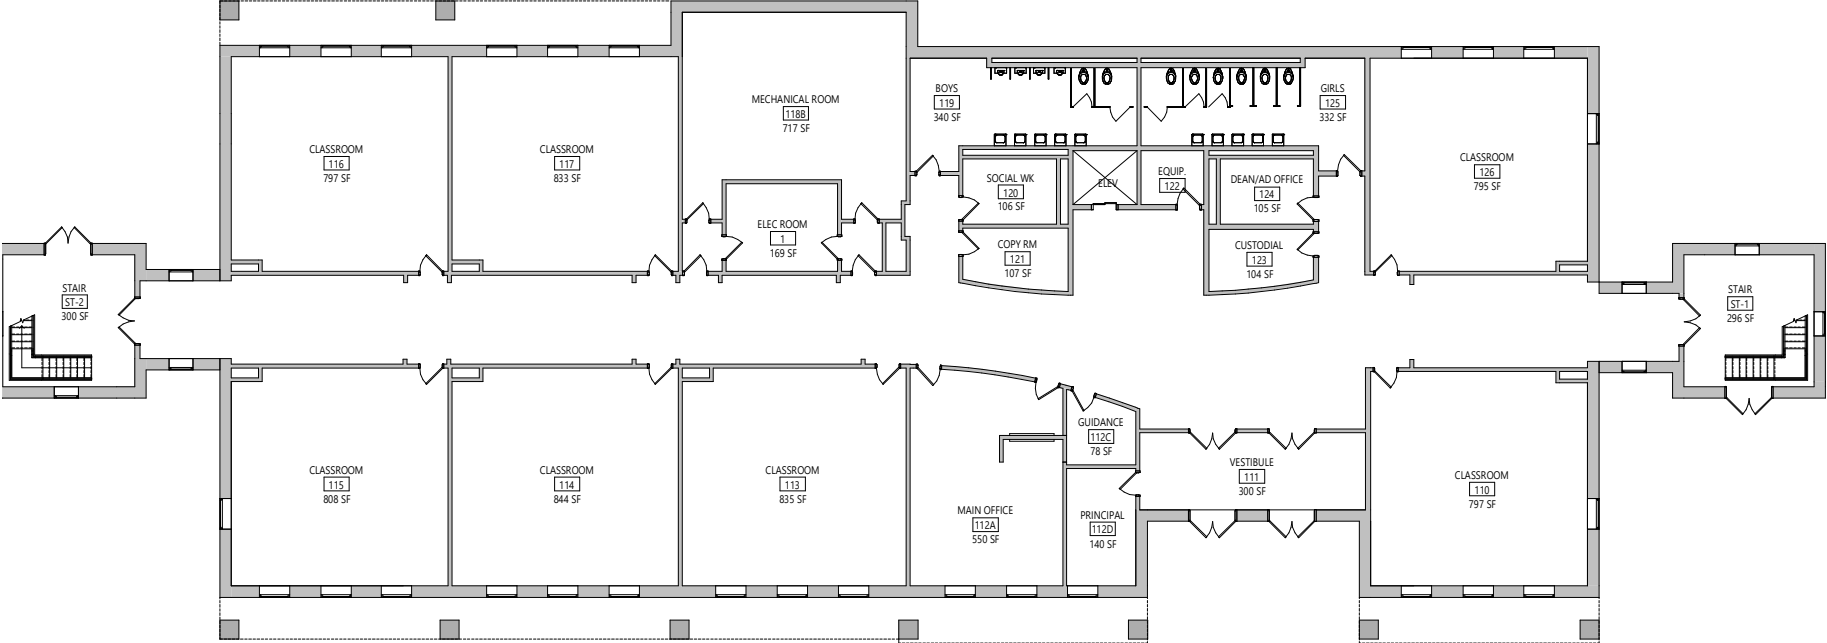 MECHANICAL ROOM
118B
717 SF
BOYS
119
340 SF
GIRLS
125
332 SF
CLASSROOM
116
797 SF
CLASSROOM
117
833 SF
CLASSROOM
126
795 SF
SOCIAL WK
120
106 SF
ELEV
EQUIP.
122
DEAN/AD OFFICE
124
105 SF
ELEC ROOM
1
169 SF
COPY RM
121
107 SF
CUSTODIAL
123
104 SF
STAIR
ST-2
300 SF
STAIR
ST-1
296 SF
CLASSROOM
115
808 SF
CLASSROOM
114
844 SF
CLASSROOM
113
835 SF
GUIDANCE
112C
78 SF
VESTIBULE
111
300 SF
CLASSROOM
110
797 SF
MAIN OFFICE
112A
550 SF
PRINCIPAL
112D
140 SF